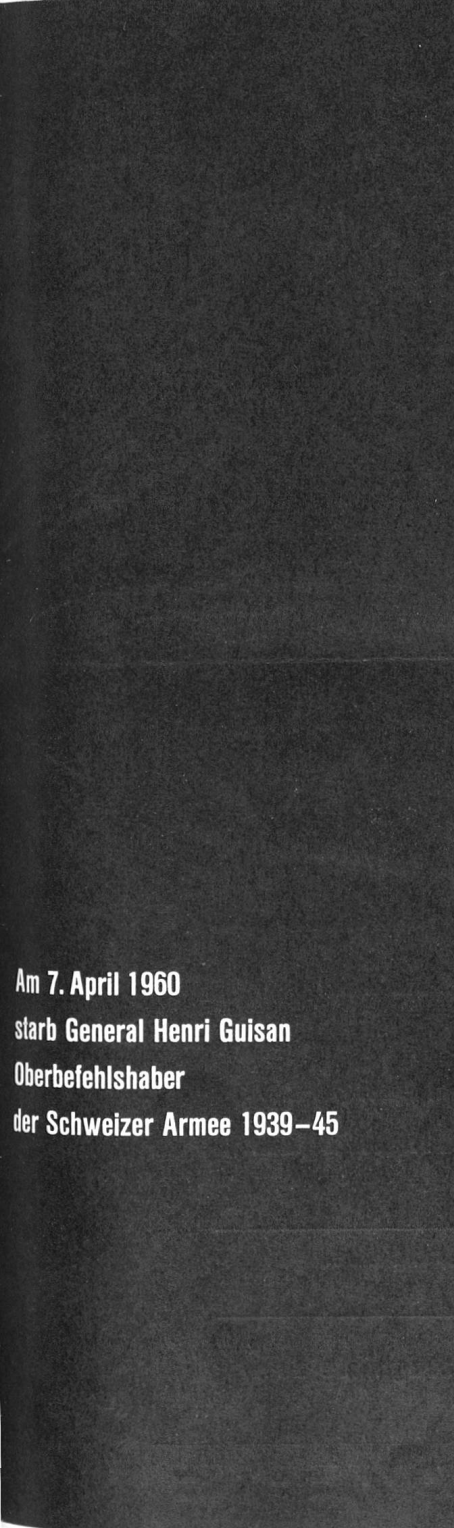 Am 7. April 1960
starb General Henri Guisan
Oberbefehlshaber
der Schweizer Armee 1939–45